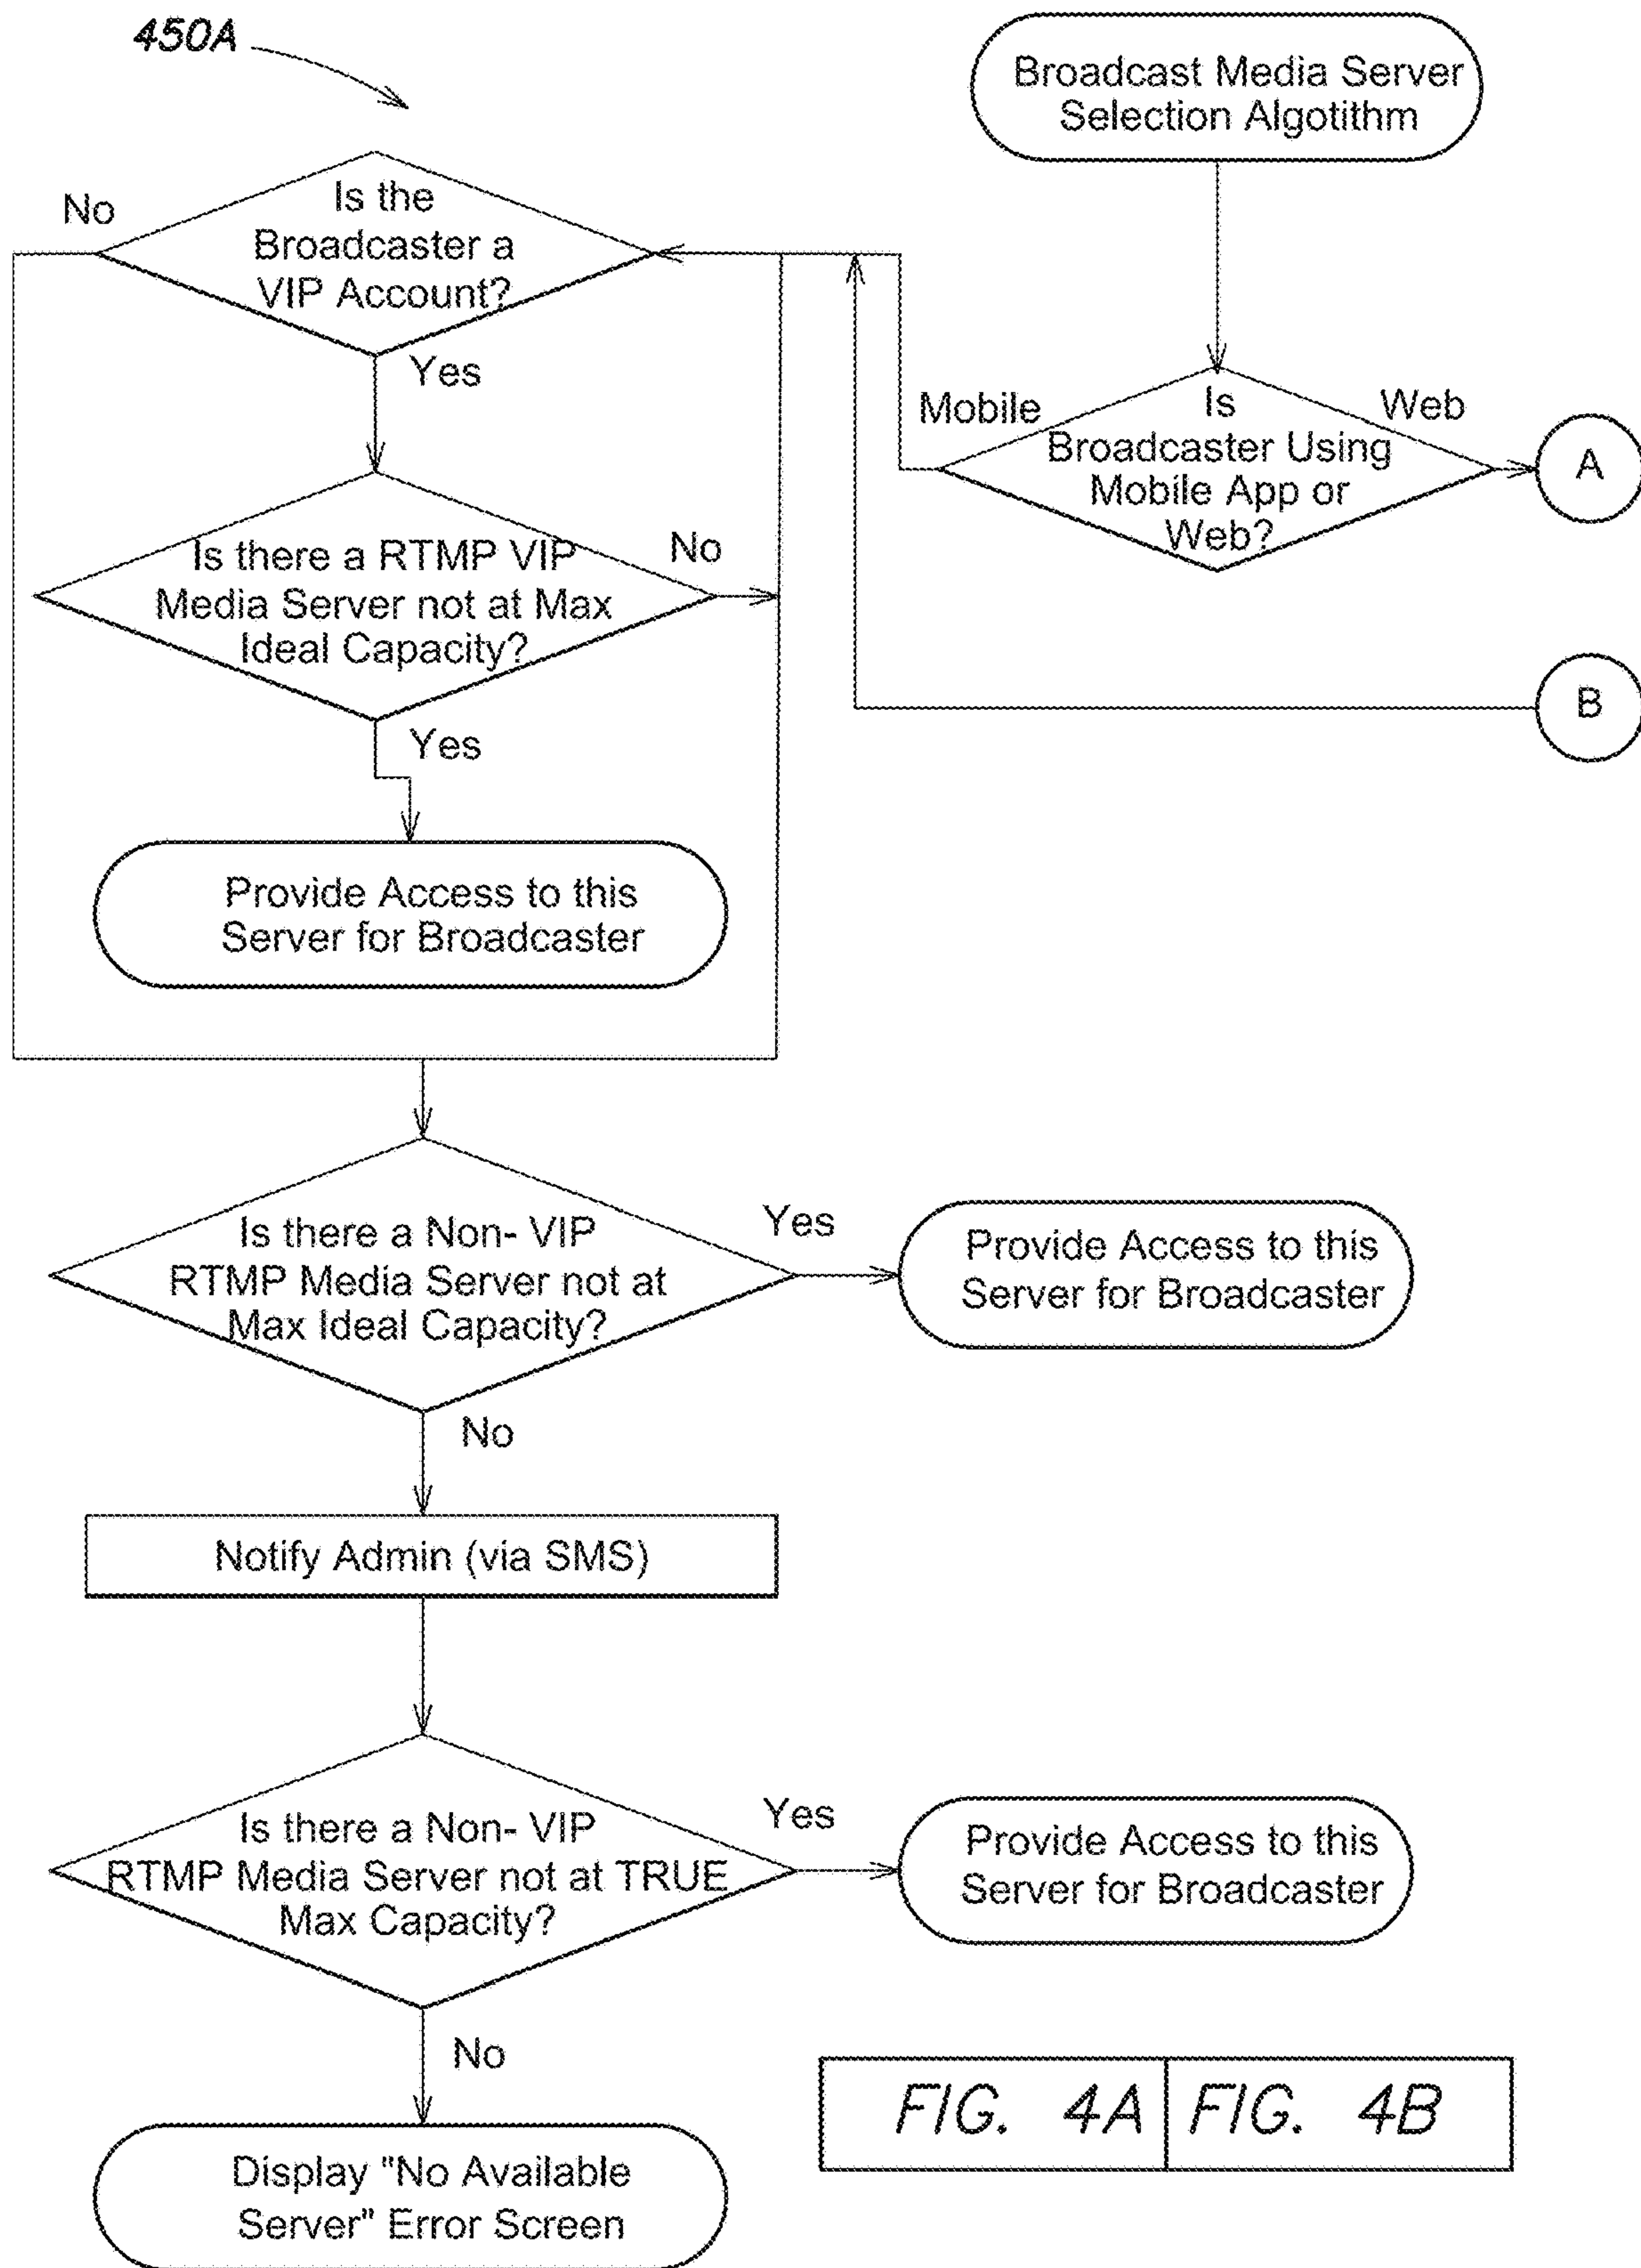 450A
Broadcast Media Server
Selection Algotithm
No
Is the
Broadcaster a
VIP Account?
Yes
Mobile
Is
Broadcaster Using
Mobile App or
Web?
Web
A
Is there a RTMP VIP
Media Server not at Max
Ideal Capacity?
No
B
Yes
Provide Access to this
Server for Broadcaster
Is there a Non- VIP
RTMP Media Server not at
Max Ideal Capacity?
Yes
Provide Access to this
Server for Broadcaster
No
Notify Admin (via SMS)
Is there a Non- VIP
RTMP Media Server not at TRUE
Max Capacity?
Yes
Provide Access to this
Server for Broadcaster
No
Display "No Available
Server" Error Screen
FIG. 4A
FIG. 4B